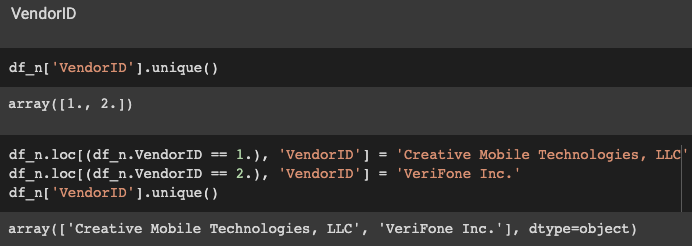 VendorID
df_n['VendorID'].unique()
array([1., 2.])
df_n.loc[(df_n.VendorID == 1.), 'VendorID'] = 'Creative Mobile Technologies, LLC'
df_n.loc[(df_n.VendorID == 2.), 'VendorID'] = 'VeriFone Inc.'
df_n['VendorID'].unique()
array(['Creative Mobile Technologies, LLC', 'VeriFone Inc.'], dtype=object)